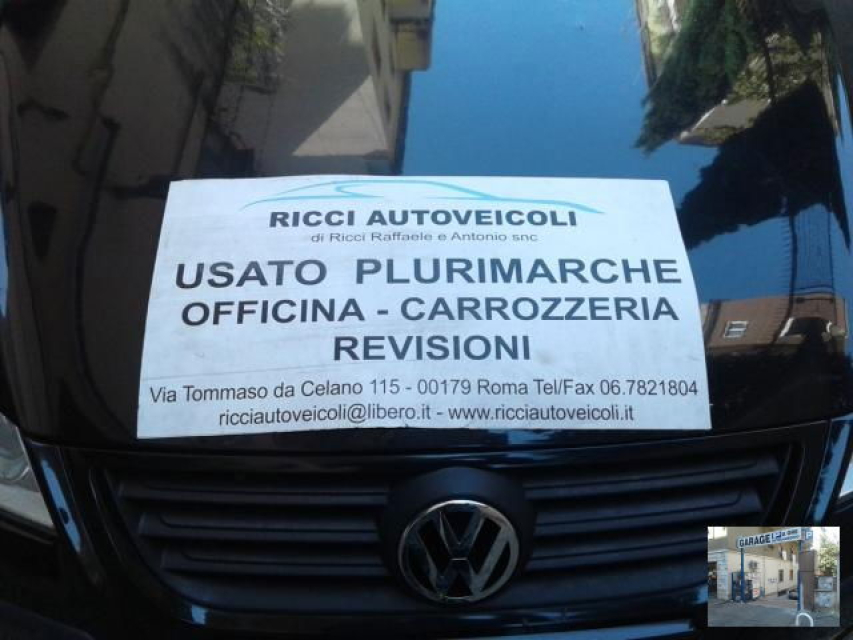 RICCI AUTOVEICOLI
di Ricci Raffaele e Antonio snc
USATO PLURIMARCHE
OFFICINA - CARROZZERIA
REVISIONI
Via Tommaso da Celano 115 - 00179 Roma Tel/Fax 06.7821804
ricciautoveicoli@libero.it - www.ricciautoveicoli.it
GARAGE
P